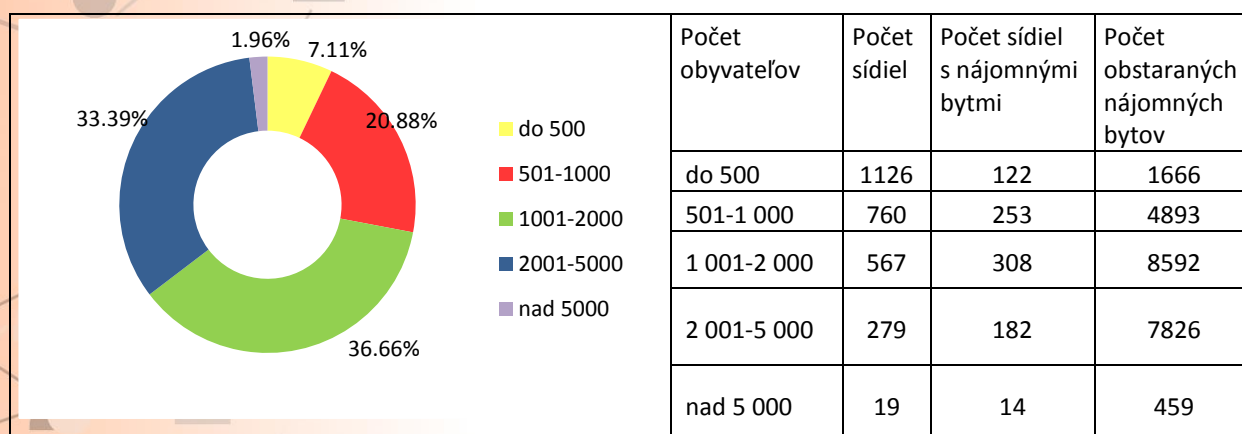 1.96%
7.11%
33.39%
20.88%
36.66%
do 500
501-1000
1001-2000
2001-5000
nad 5000
Počet obyvateľov
Počet sídiel
Počet sídiel s nájomnými bytmi
Počet obstaraných nájomných bytov
do 500 1126 122 1666
501-1 000 760 253 4893
1 001-2 000 567 308 8592
2 001-5 000 279 182 7826
nad 5 000 19 14 459